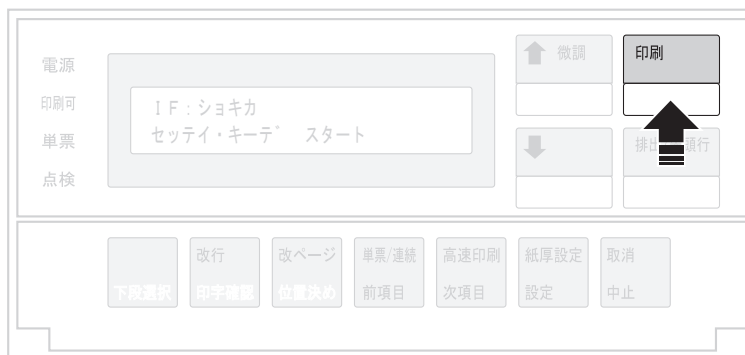 電源
印刷可
単票
点検
IF:ショキカ
セッテイ・キーデ゛ スタート
微調
印刷
排出 頭行
改行
改ページ
単票/連続
高速印刷
紙厚設定
取消
下段選択
印字確認
位置決め
前項目
次項目
設定
中止